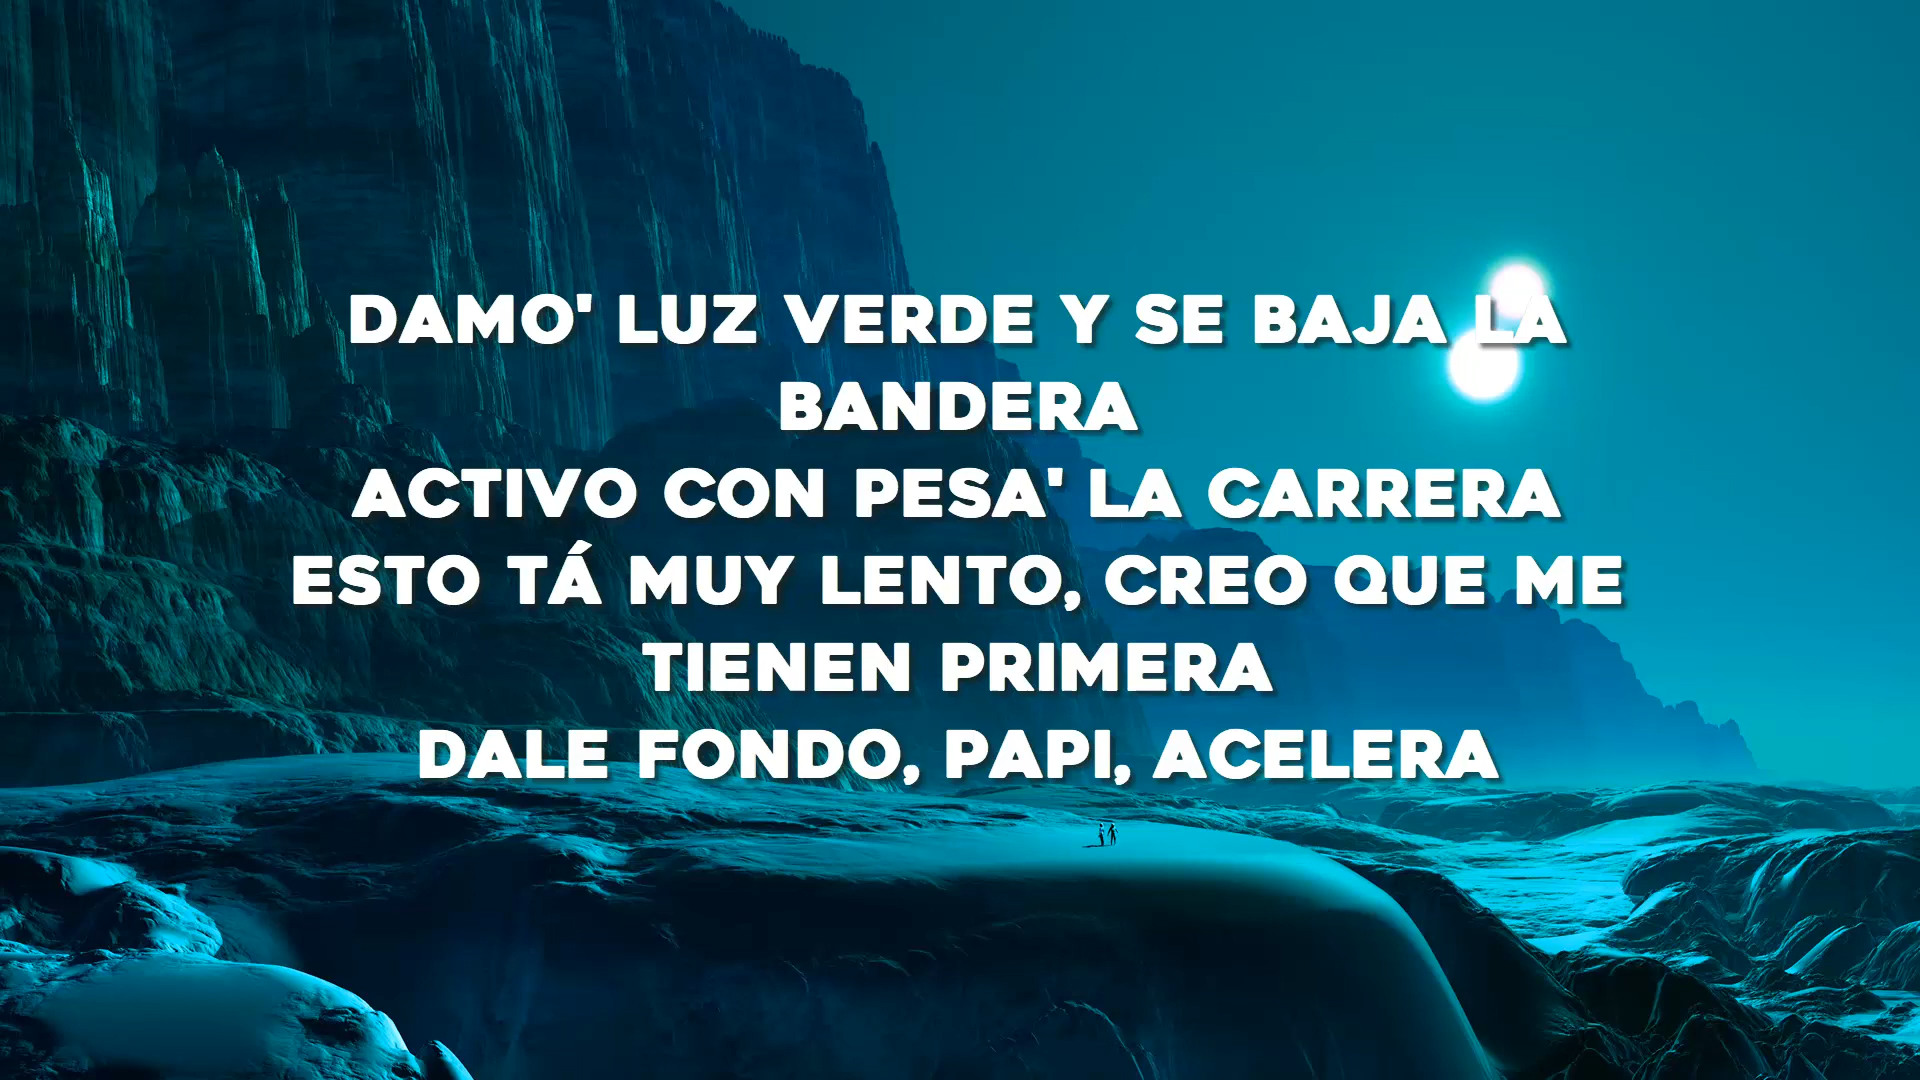 DAMO' LUZ VERDE Y SE BAJA LA
BANDERA
ACTIVO CON PESA' LA CARRERA
ESTO TÁ MUY LENTO, CREO QUE ME
TIENEN PRIMERA
DALE FONDO, PAPI, ACELERA